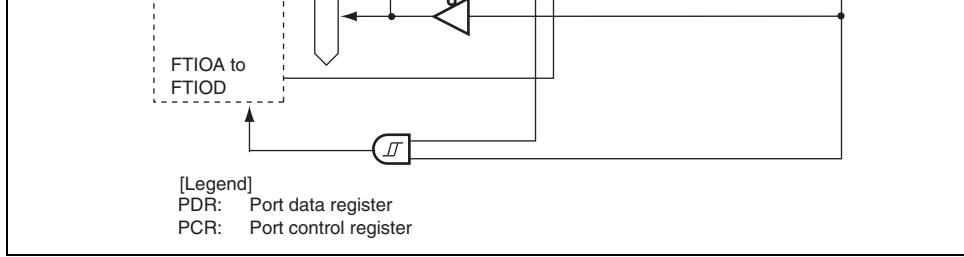 FTIOA to
FTIOD
[Legend]
PDR: Port data register
PCR: Port control register